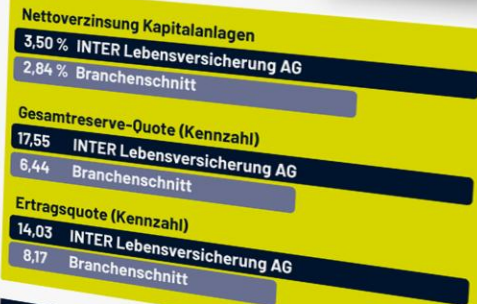 Nettoverzinsung Kapitalanlagen
3,50 % INTER Lebensversicherung AG
2,84 % Branchenschnitt
Gesamtreserve-Quote (Kennzahl)
17,55 INTER Lebensversicherung AG
6,44 Branchenschnitt
Ertragsquote (Kennzahl)
14,03 INTER Lebensversicherung AG
8,17 Branchenschnitt